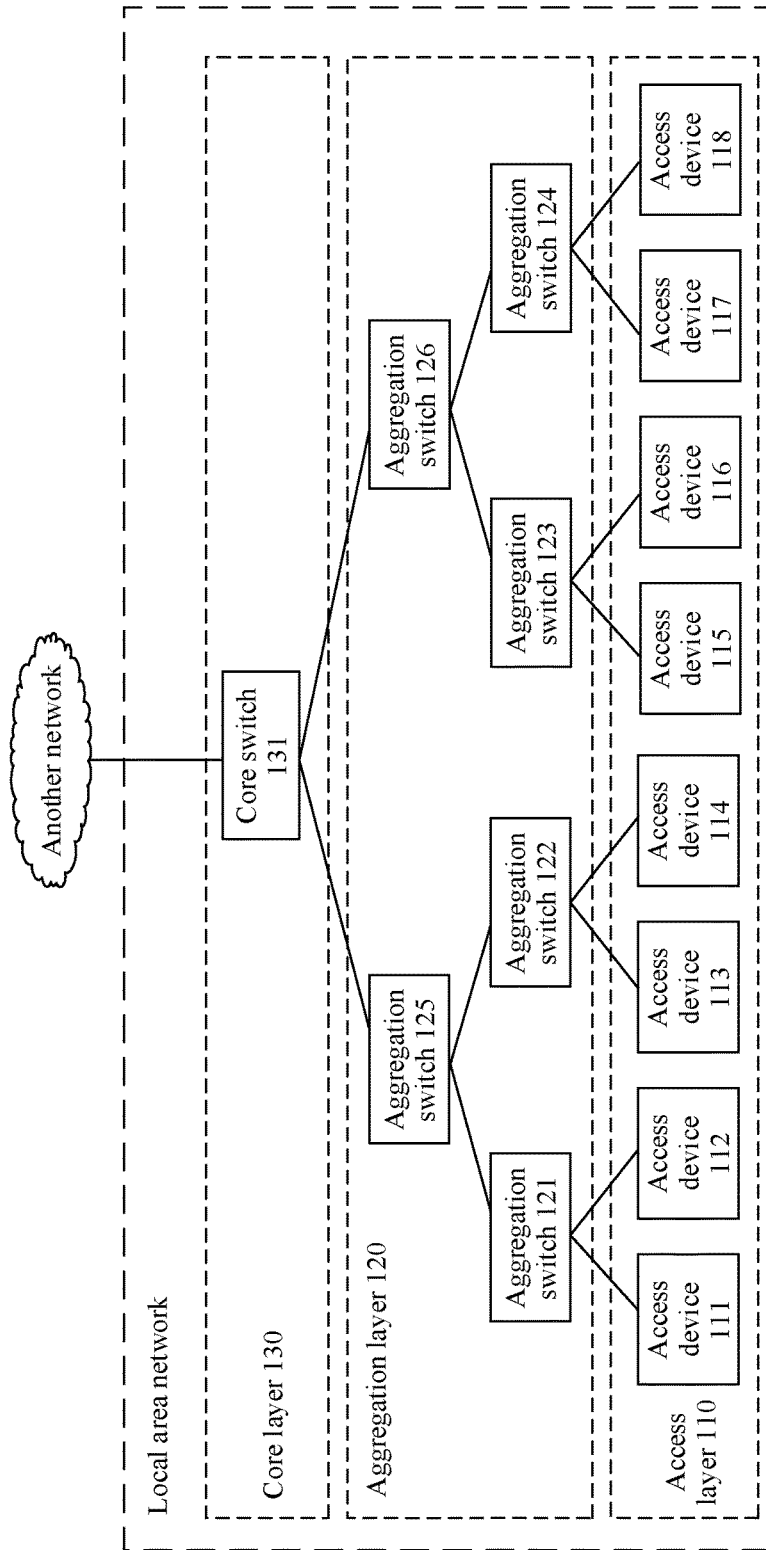 Another network
Local area network
Core layer 130
Core switch
131
Aggregation layer 120
Aggregation
switch 125
Aggregation
switch 126
Aggregation
switch 121
Aggregation
switch 122
Aggregation
switch 123
Aggregation
switch 124
Access
layer 110
Access
device
111
Access
device
112
Access
device
113
Access
device
114
Access
device
115
Access
device
116
Access
device
117
Access
device
118